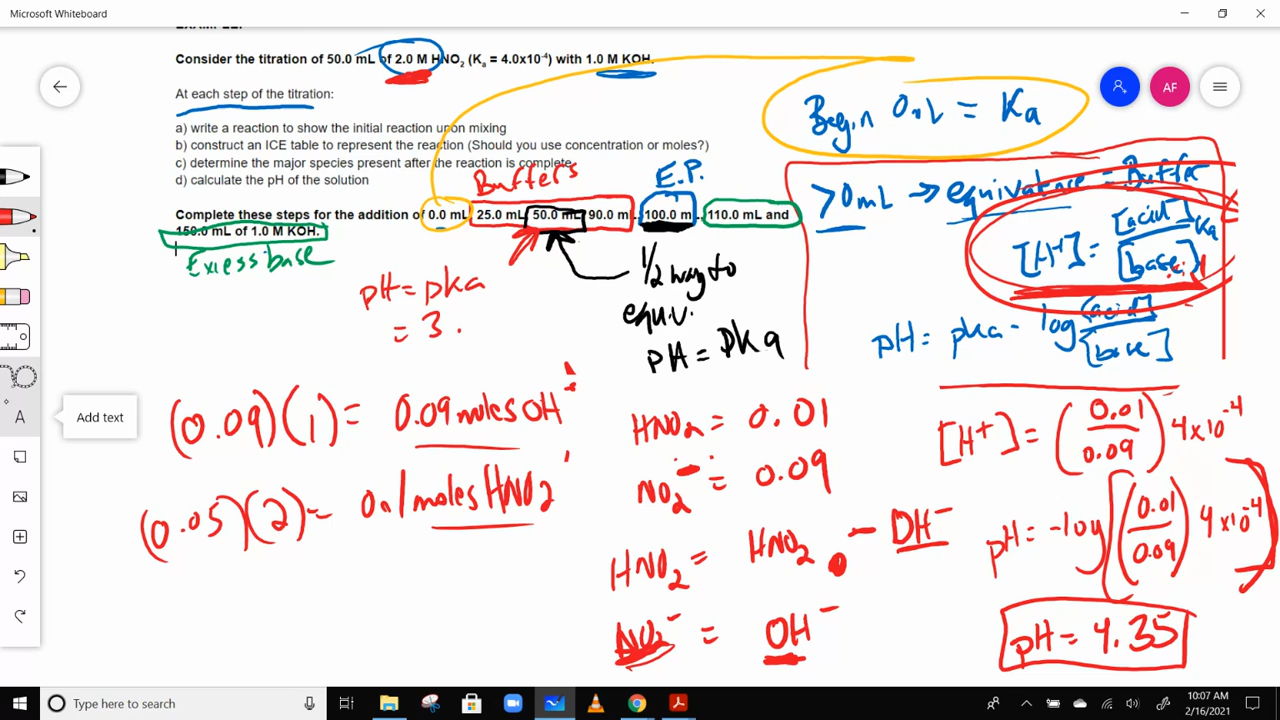 Microsoft Whiteboard
Consider the titration of 50.0 mL of 2.0 M HNO₂ (Kₐ = 4.0x10⁻⁴) with 1.0 M KOH.
At each step of the titration:
a) write a reaction to show the initial reaction upon mixing
b) construct an ICE table to represent the reaction (Should you use concentration or moles?)
c) determine the major species present after the reaction is complete
d) calculate the pH of the solution
Complete these steps for the addition of 0.0 mL, 25.0 mL, 50.0 mL, 90.0 mL, 100.0 m 110.0 mL and
150.0 mL of 1.0 M KOH.
Begin 0mL = Ka
Buffers
E.P.
>0mL → equivalence = Buffer
[H+] = [acid]/[base] Ka
pH = pka - log [acid]/[base]
Excess base
½ way to
equiv.
pH = pKa
pH = pka
= 3.
AF
Add text
(0.09)(1) = 0.09 moles OH⁻
(0.05)(2) = 0.1 moles HNO₂
HNO₂ = 0.01
NO₂⁻ = 0.09
HNO₂ = HNO₂ - OH⁻
NO₂⁻ = OH⁻
[H+] = (0.01/0.09) 4x10⁻⁴
pH = -log[(0.01/0.09) 4x10⁻⁴]
pH = 4.35
Type here to search
10:07 AM
2/16/2021